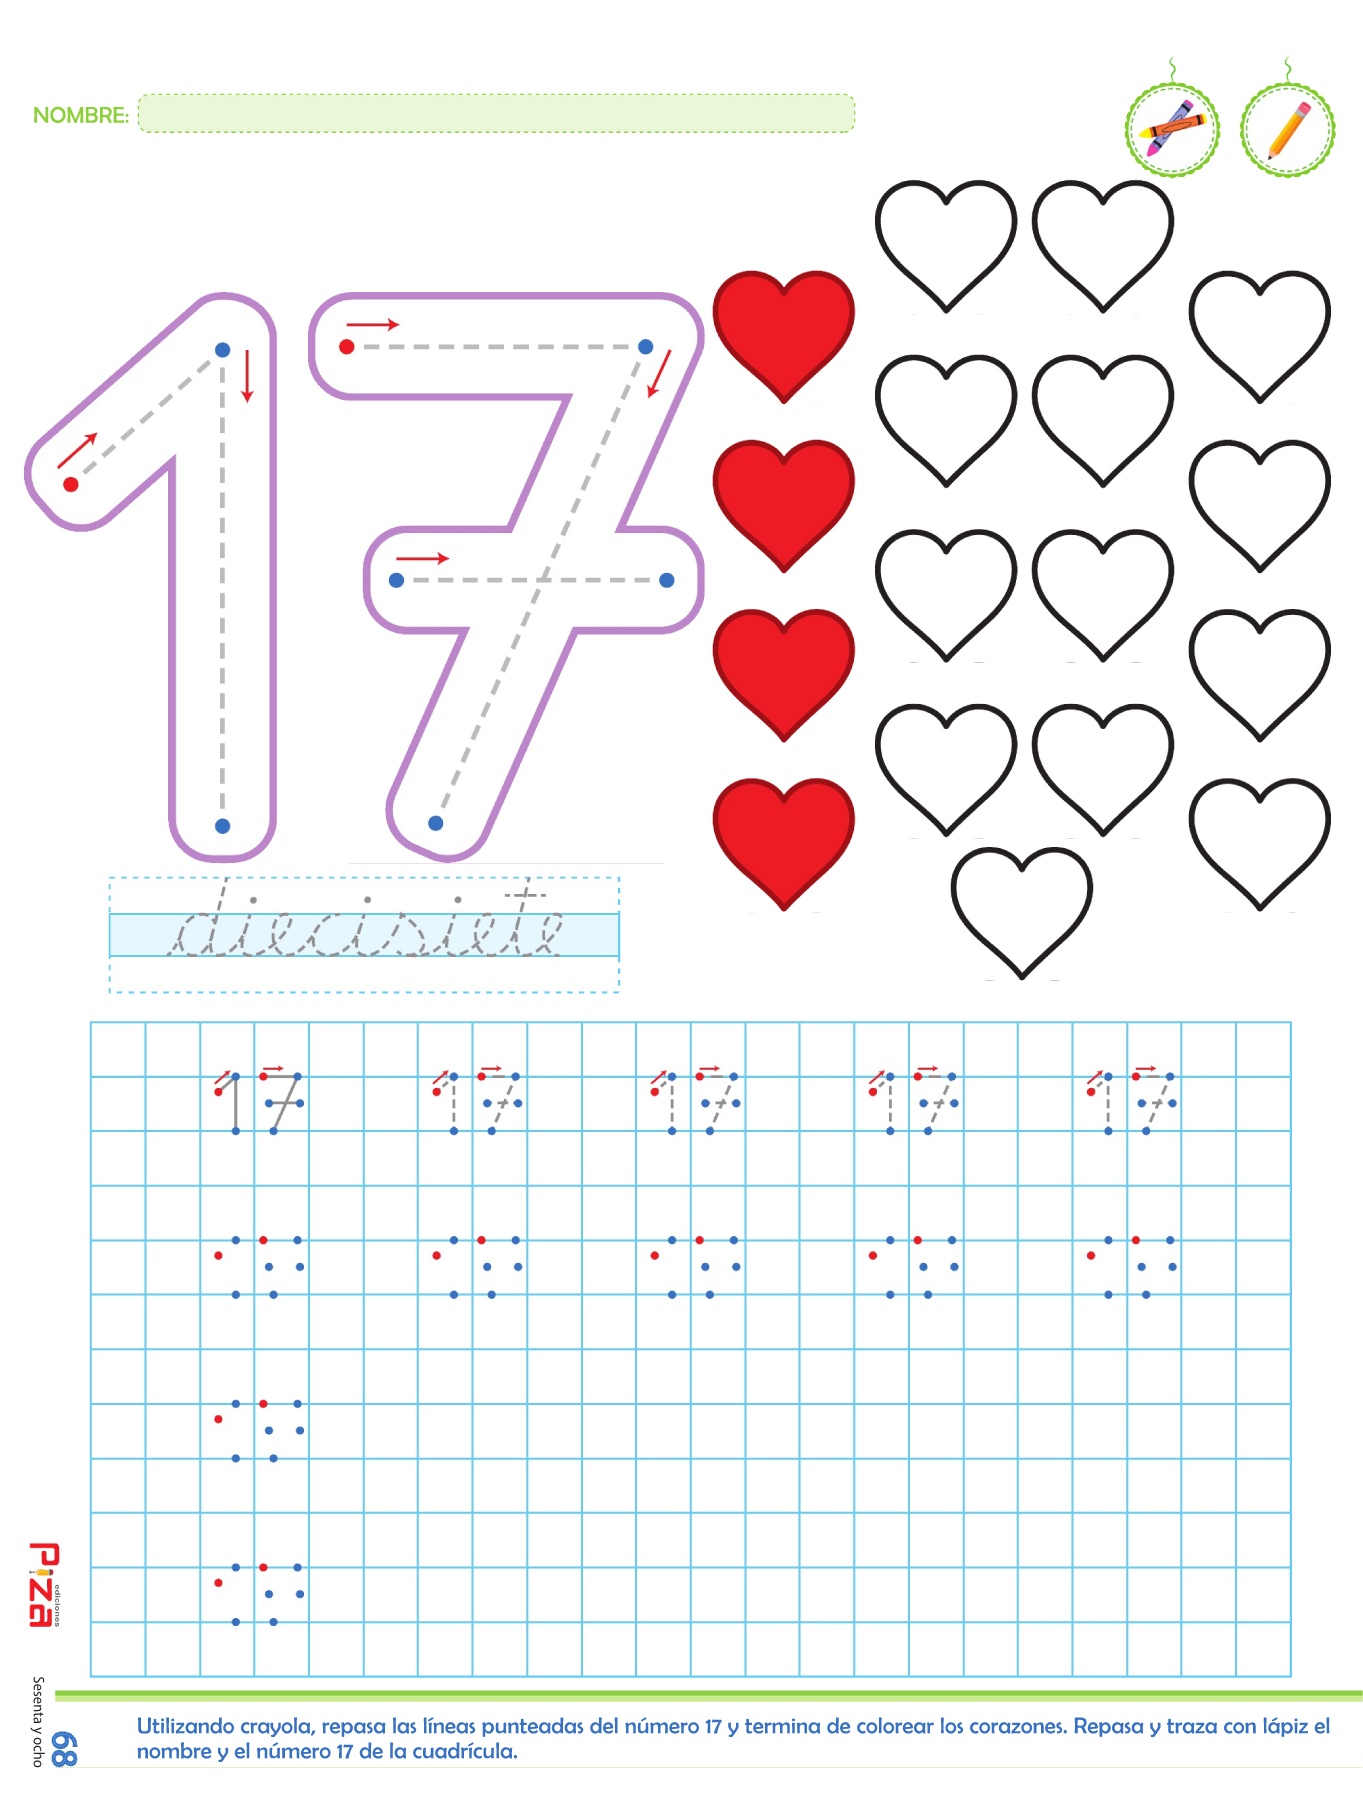 NOMBRE:
17
diecisiete
17 17 17 17 17
Piza
ediciones
Sesenta y ocho
68
Utilizando crayola, repasa las líneas punteadas del número 17 y termina de colorear los corazones. Repasa y traza con lápiz el
nombre y el número 17 de la cuadrícula.